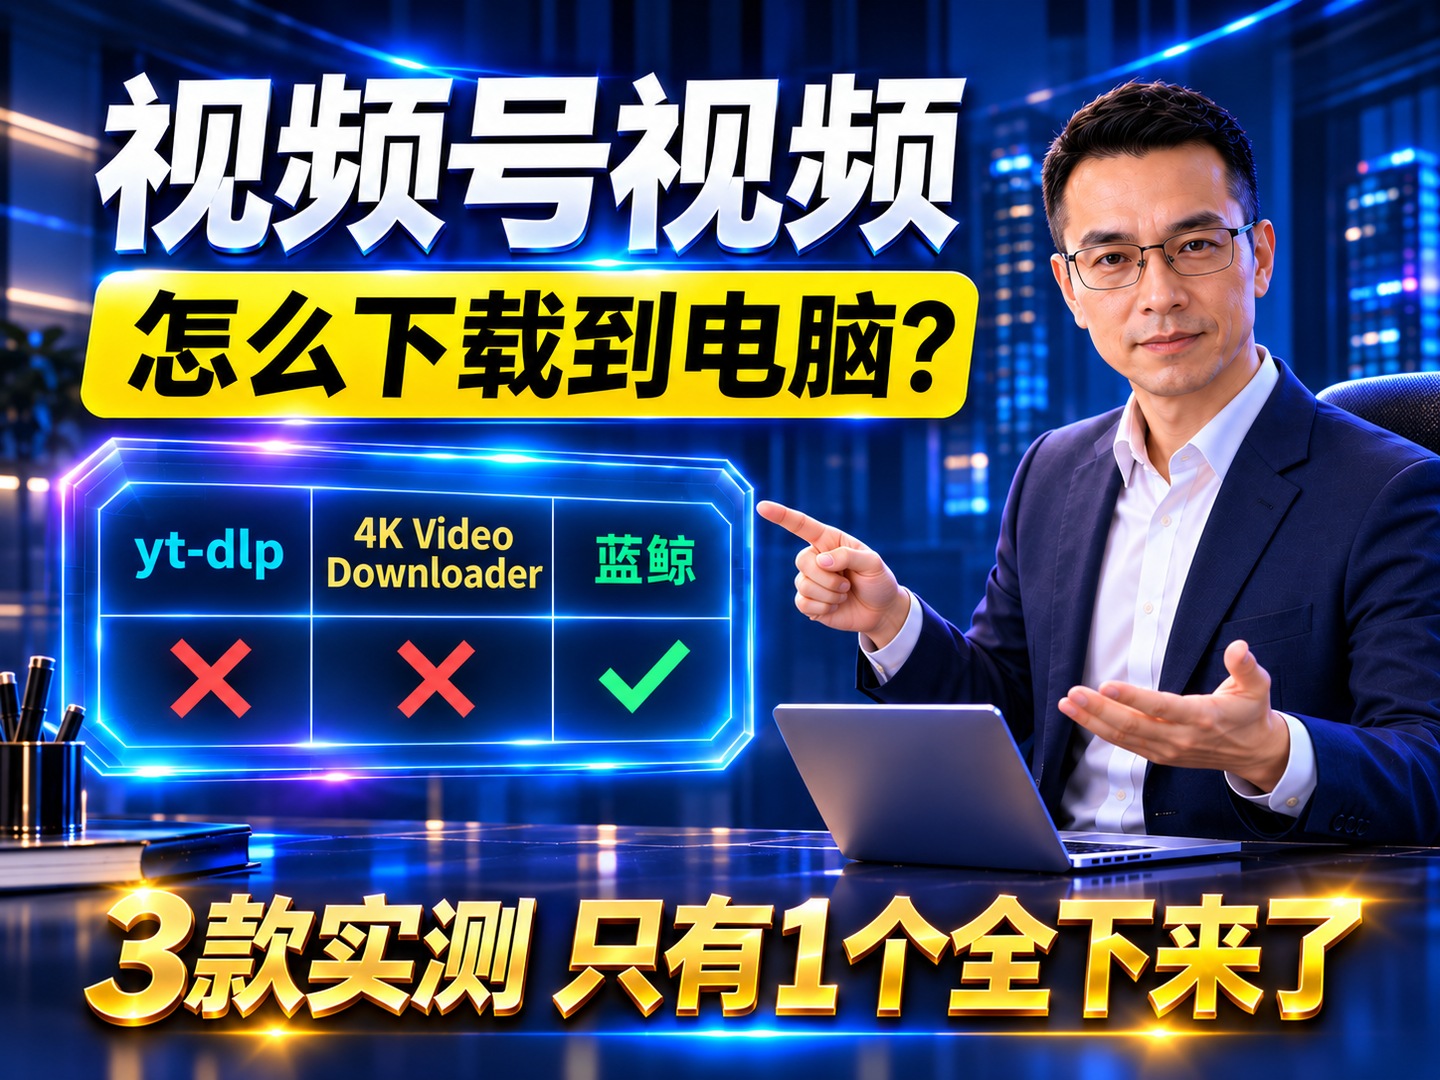 视频号视频
怎么下载到电脑?
yt-dlp
4K Video
Downloader
蓝鲸
3款实测 只有1个全下来了